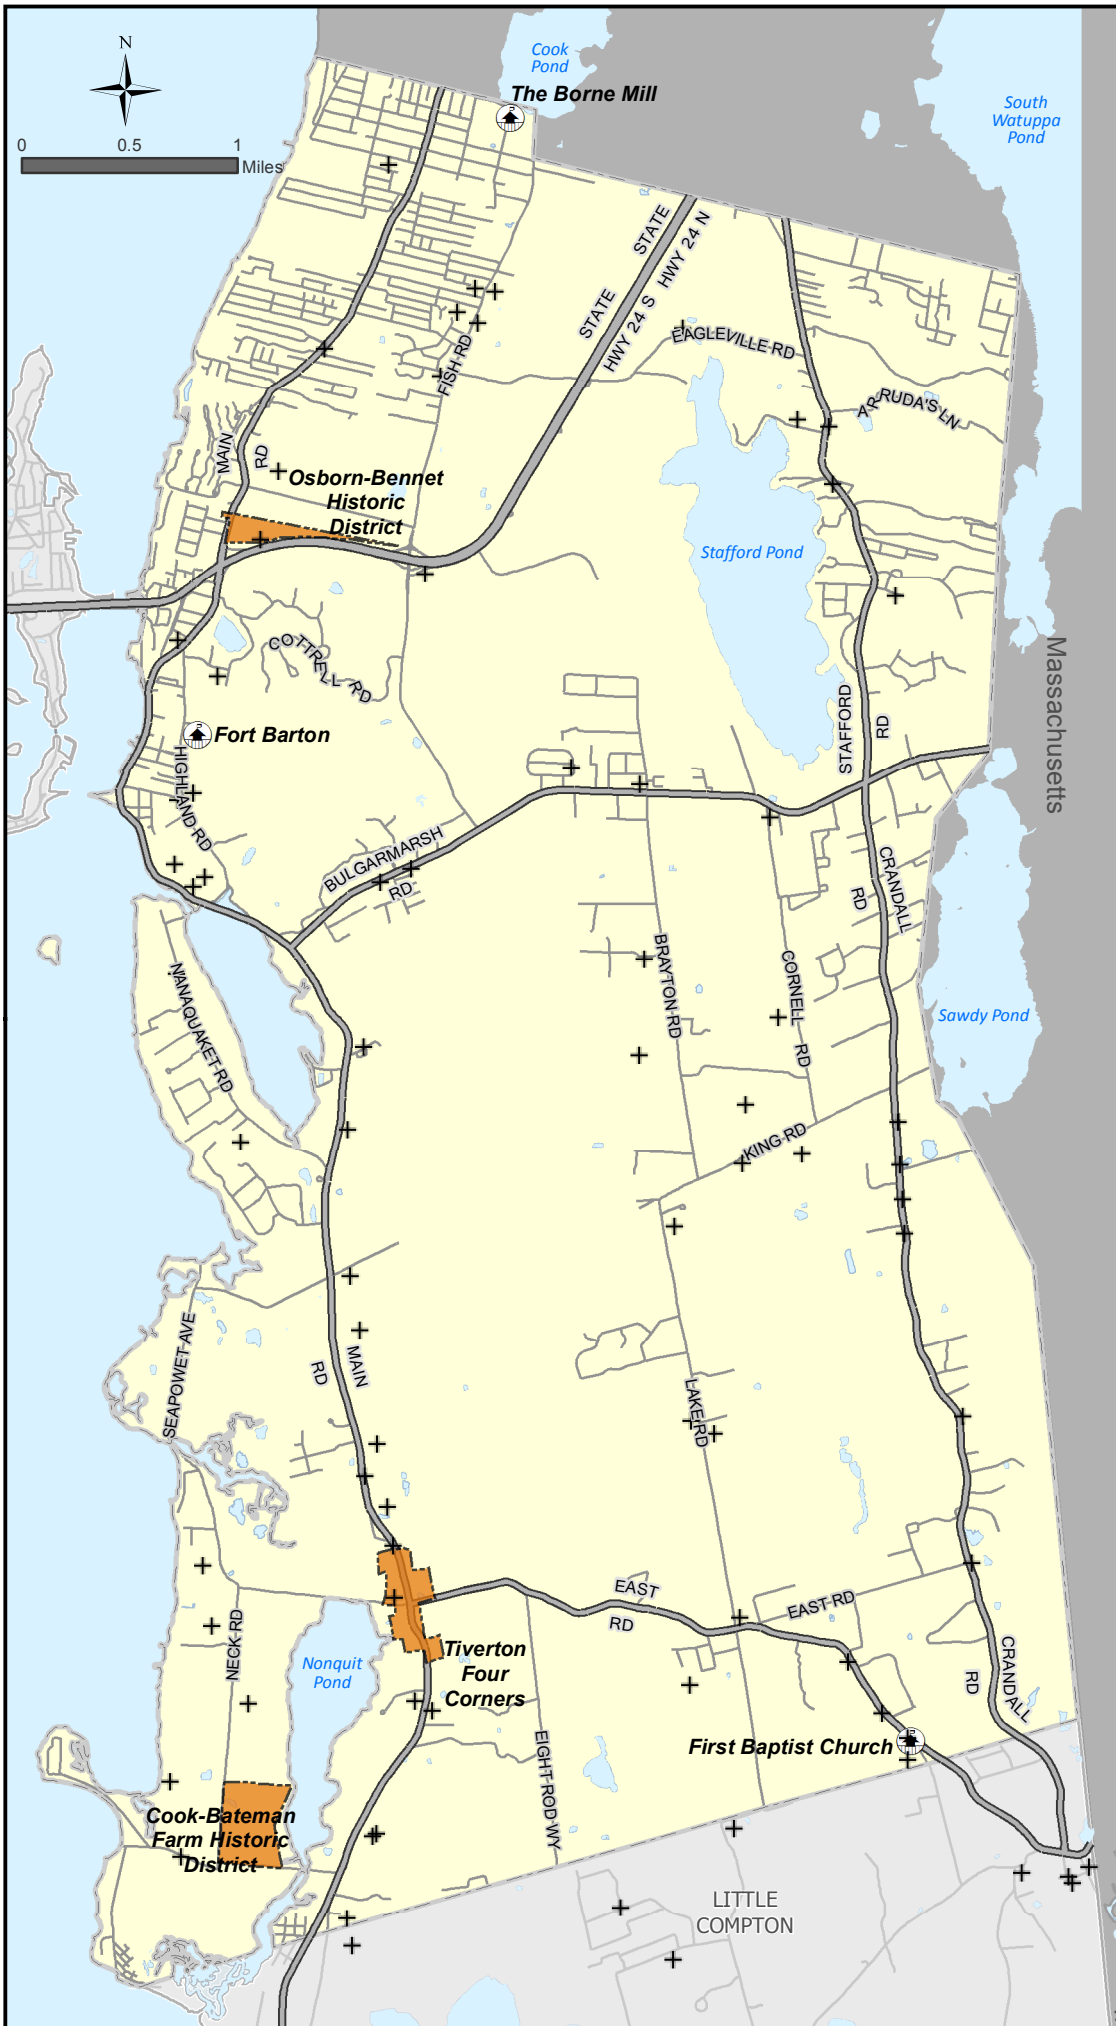 N
Cook
Pond
The Borne Mill
South
Watuppa
Pond
0 0.5 1
Miles
STATE
STATE
HWY 24 N
HWY 24 S
EAGLEVILLE RD
FISH RD
ARRUDA'S LN
MAIN
RD
Osborn-Bennet
Historic
District
Stafford Pond
COTTRELL RD
Massachusetts
STAFFORD
RD
Fort Barton
HIGHLAND RD
BULGARMARSH
RD
CRANDALL
RD
BRAYTON RD
CORNELL
RD
NANAQUAKET RD
Sawdy Pond
KING RD
SEAPOWET AVE
MAIN
RD
LAKE RD
EAST
RD
EAST RD
NECK RD
Nonquit
Pond
Tiverton
Four
Corners
CRANDALL
RD
First Baptist Church
EIGHT ROD WY
Cook-Bateman
Farm Historic
District
LITTLE
COMPTON